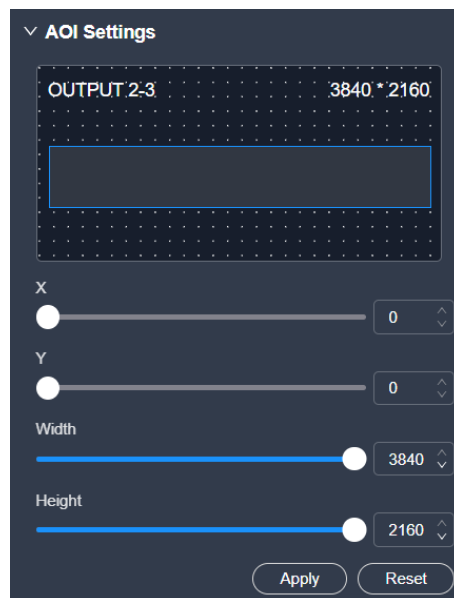 AOI Settings
OUTPUT 2-3 3840 * 2160
X
0
Y
0
Width
3840
Height
2160
Apply Reset